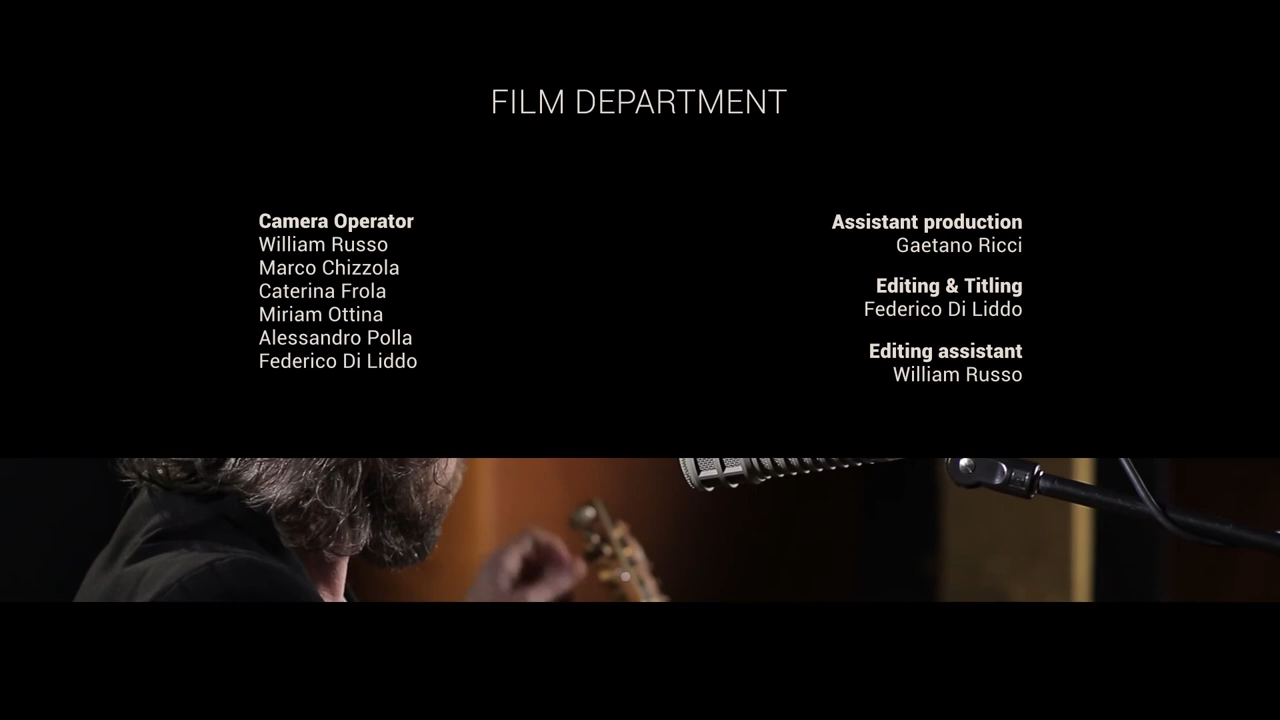 FILM DEPARTMENT
Camera Operator
William Russo
Marco Chizzola
Caterina Frola
Miriam Ottina
Alessandro Polla
Federico Di Liddo
Assistant production
Gaetano Ricci
Editing & Titling
Federico Di Liddo
Editing assistant
William Russo